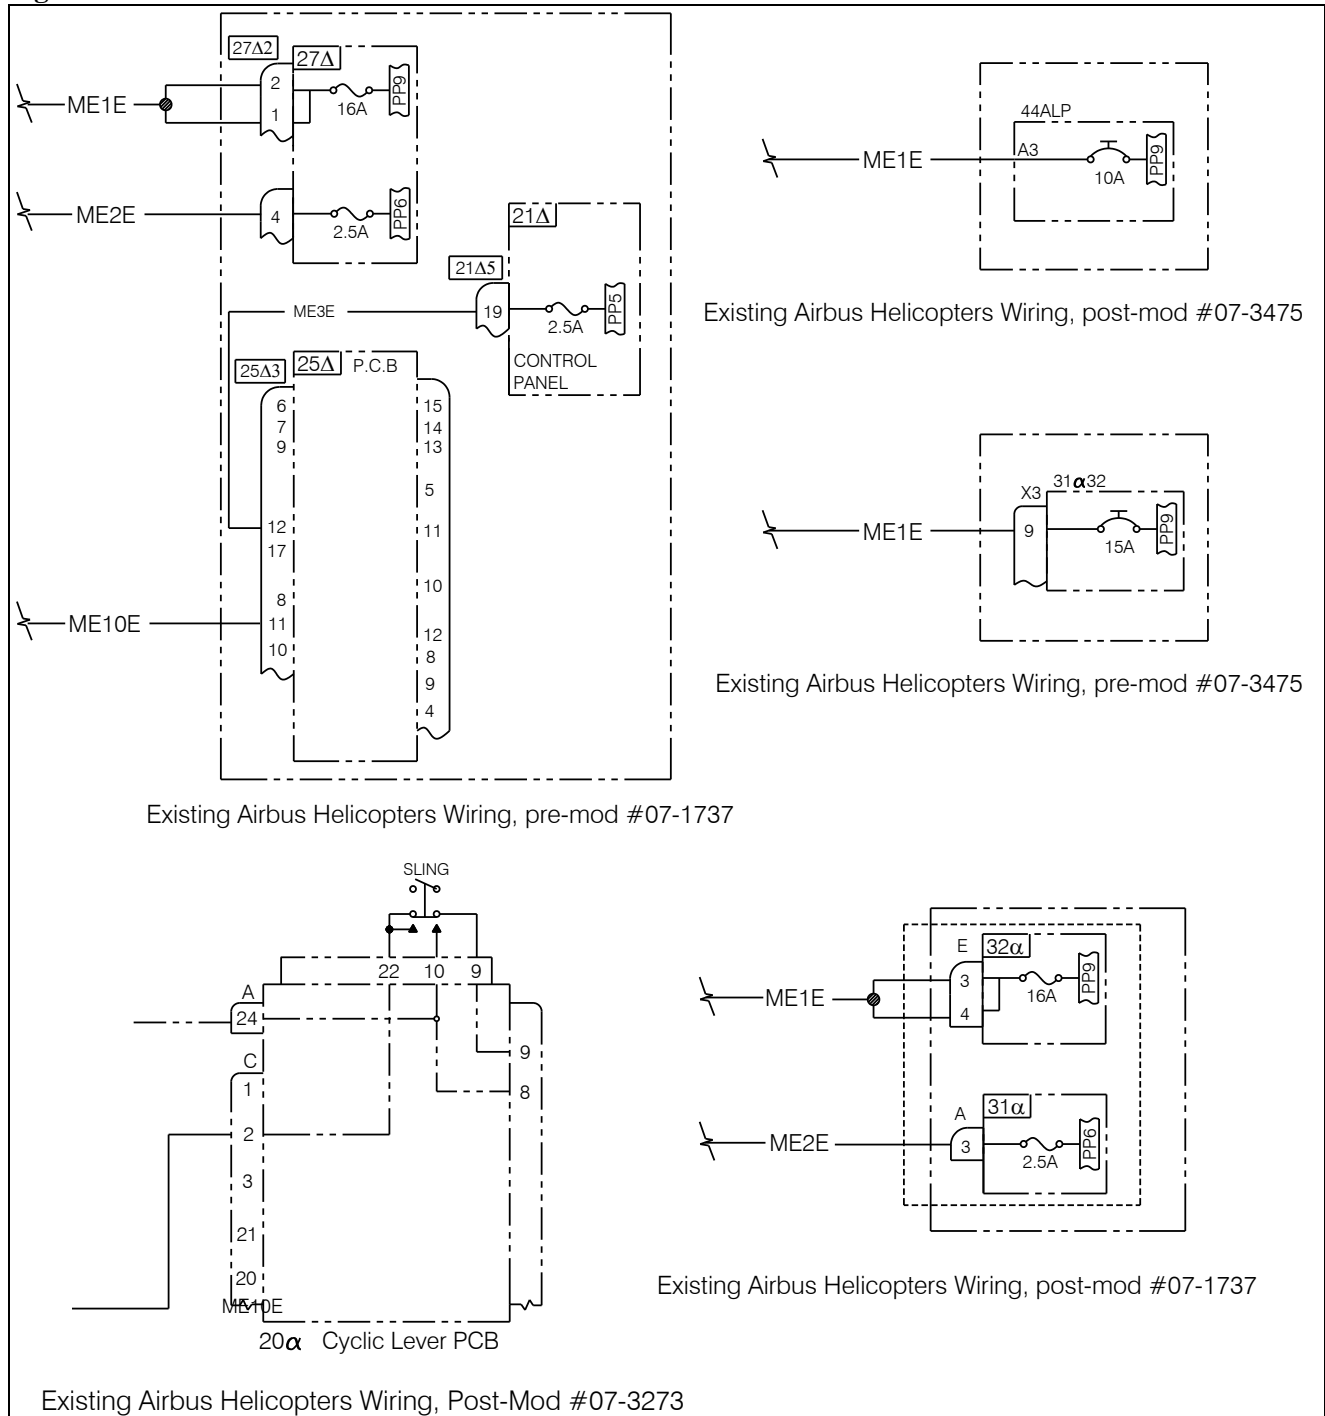 27Δ2
27Δ
ME1E
2
1
16A
PP9
ME2E
4
2.5A
PP6
21Δ
21Δ5
ME3E
19
2.5A
PP5
CONTROL
PANEL
25Δ3
25Δ
P.C.B
6
7
9
12
17
8
11
10
15
14
13
5
11
10
12
8
9
4
ME10E
Existing Airbus Helicopters Wiring, pre-mod #07-1737
44ALP
ME1E
A3
10A
PP9
Existing Airbus Helicopters Wiring, post-mod #07-3475
X3
31α32
ME1E
9
15A
PP9
Existing Airbus Helicopters Wiring, pre-mod #07-3475
SLING
22
10
9
A
24
C
1
2
3
21
20
ME10E
9
8
20α Cyclic Lever PCB
Existing Airbus Helicopters Wiring, Post-Mod #07-3273
E
32α
ME1E
3
4
16A
PP9
A
31α
ME2E
3
2.5A
PP6
Existing Airbus Helicopters Wiring, post-mod #07-1737